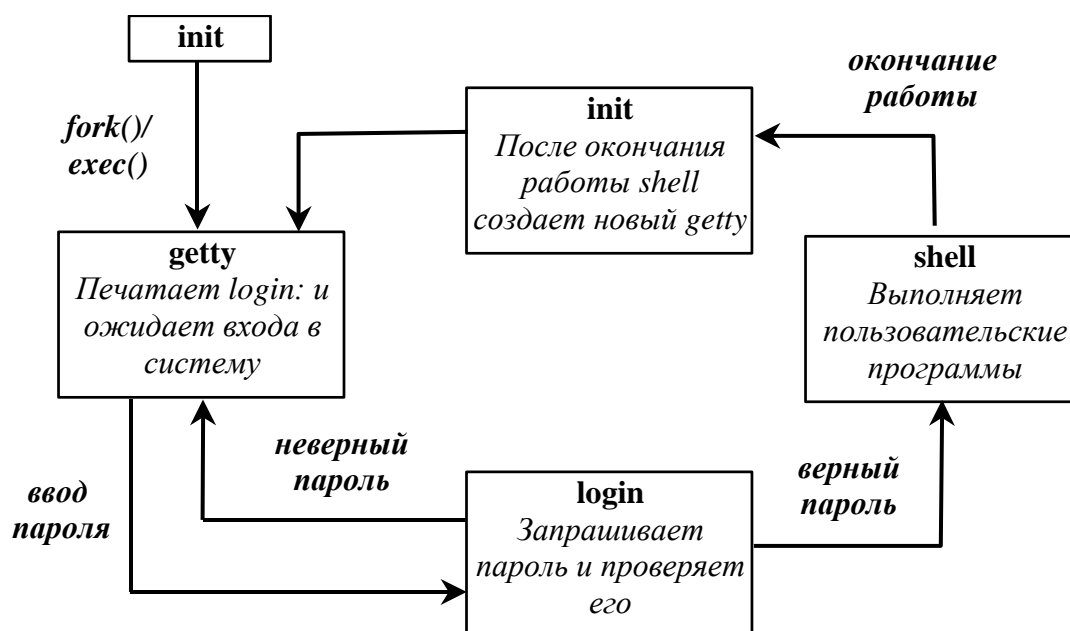 init
fork()/
exec()
init
После окончания
работы shell
создает новый getty
окончание
работы
getty
Печатает login: и
ожидает входа в
систему
shell
Выполняет
пользовательские
программы
ввод
пароля
неверный
пароль
login
Запрашивает
пароль и проверяет
его
верный
пароль